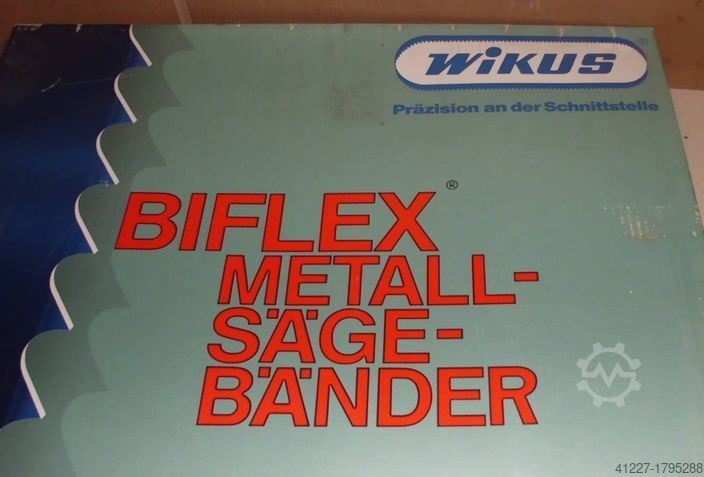 WiKUS
®
Präzision an der Schnittstelle
BIFLEX®
METALL-
SÄGE-
BÄNDER
41227-1795288